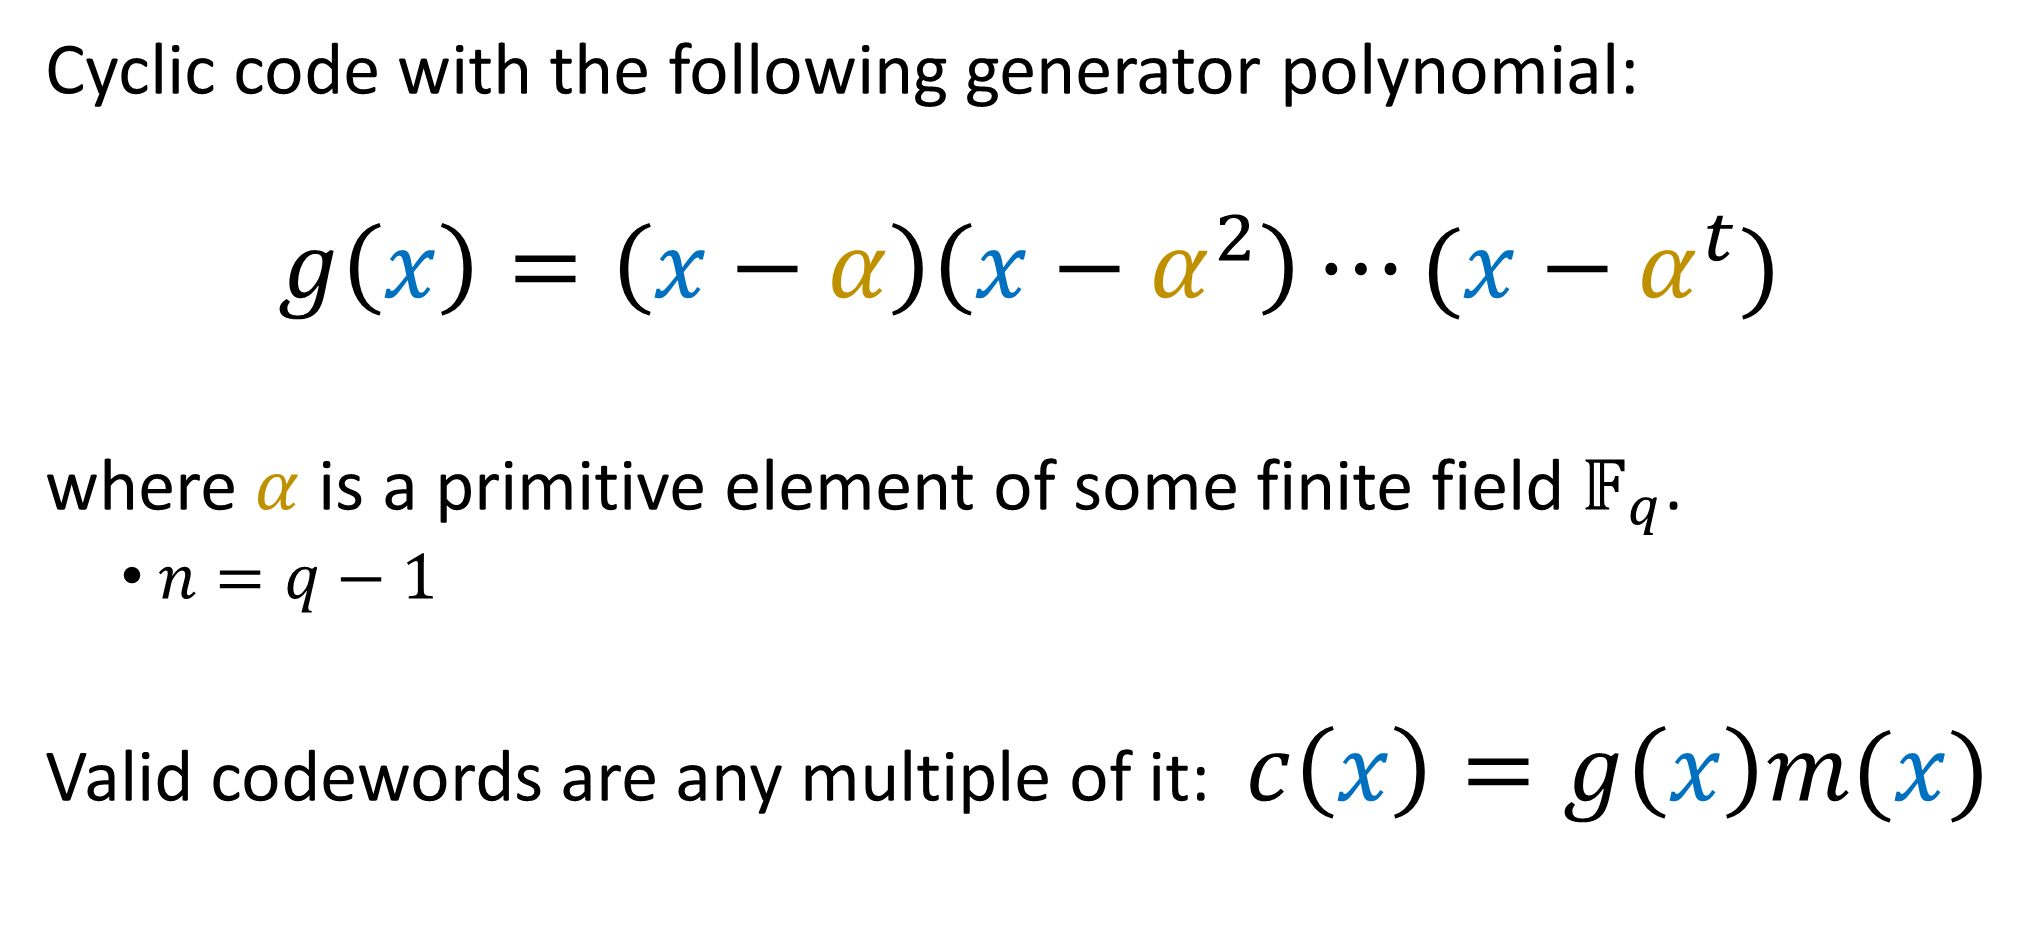 Cyclic code with the following generator polynomial:
g(x) = (x − α)(x − α²) ⋯ (x − αᵗ)
where α is a primitive element of some finite field 𝔽_q.
• n = q − 1
Valid codewords are any multiple of it: c(x) = g(x)m(x)